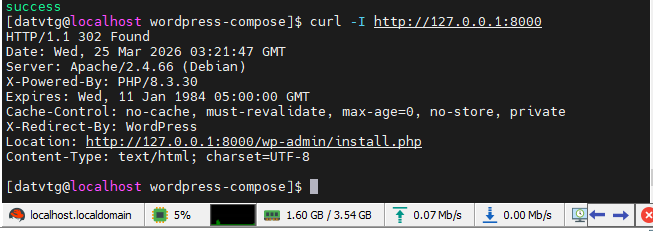 success
[datvtg@localhost wordpress-compose]$ curl -I http://127.0.0.1:8000
HTTP/1.1 302 Found
Date: Wed, 25 Mar 2026 03:21:47 GMT
Server: Apache/2.4.66 (Debian)
X-Powered-By: PHP/8.3.30
Expires: Wed, 11 Jan 1984 05:00:00 GMT
Cache-Control: no-cache, must-revalidate, max-age=0, no-store, private
X-Redirect-By: WordPress
Location: http://127.0.0.1:8000/wp-admin/install.php
Content-Type: text/html; charset=UTF-8
[datvtg@localhost wordpress-compose]$
localhost.localdomain 5% 1.60 GB / 3.54 GB 0.07 Mb/s 0.00 Mb/s